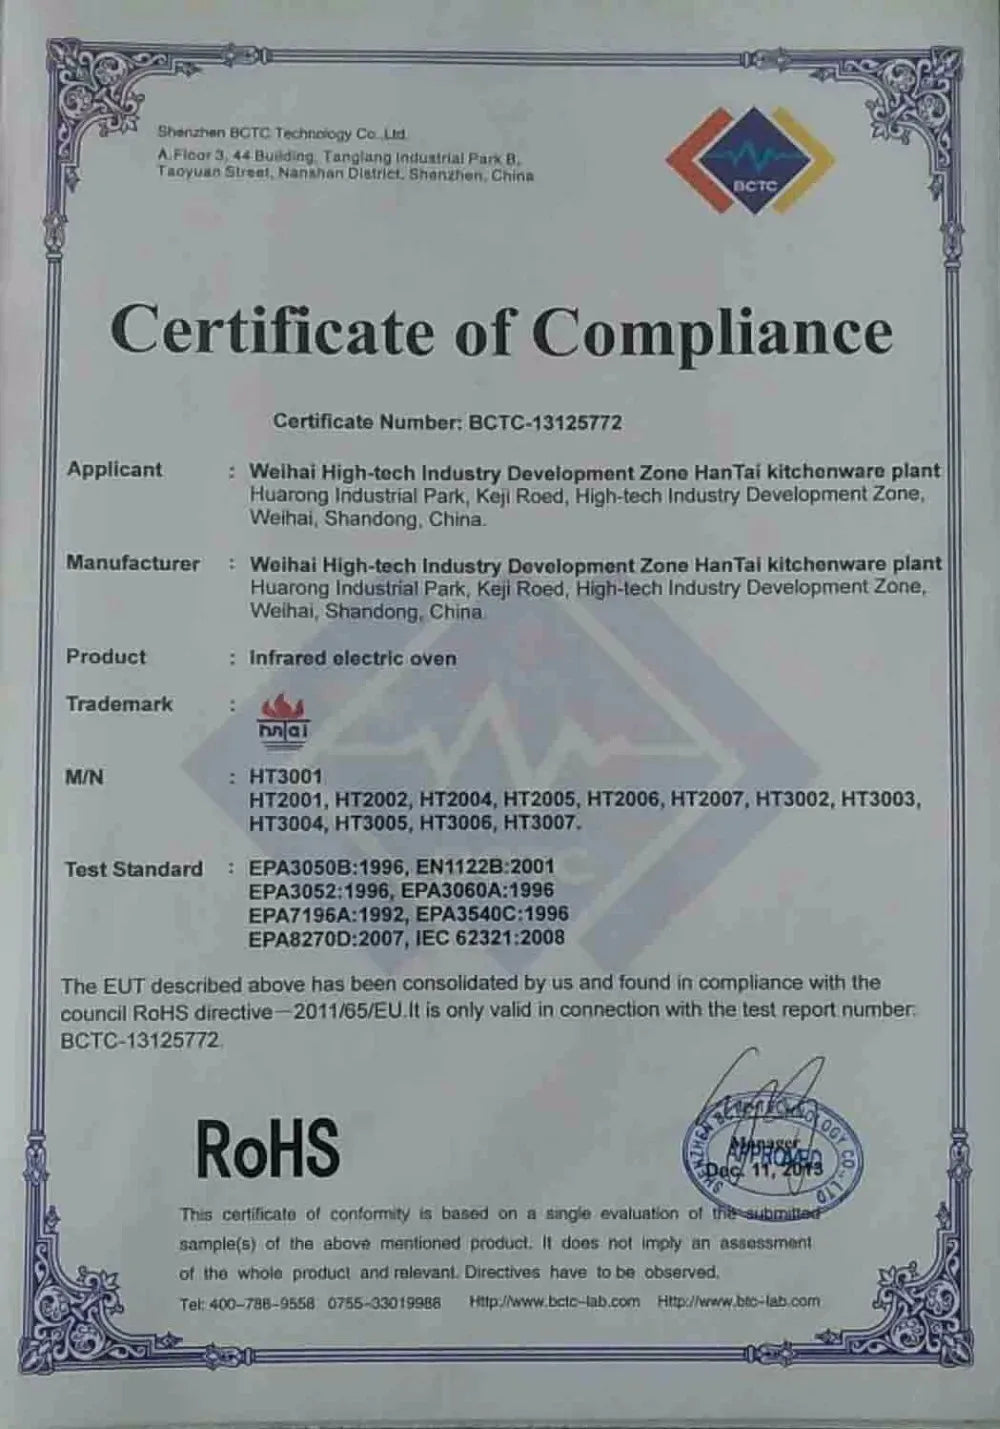 Shenzhen BCTC Technology Co.,Ltd.
A.Floor 3, 44 Building, Tanglang Industrial Park B,
Taoyuan Street, Nanshan District, Shenzhen, China
BCTC
Certificate of Compliance
Certificate Number: BCTC-13125772
Applicant : Weihai High-tech Industry Development Zone HanTai kitchenware plant
Huarong Industrial Park, Keji Roed, High-tech Industry Development Zone,
Weihai, Shandong, China.
Manufacturer : Weihai High-tech Industry Development Zone HanTai kitchenware plant
Huarong Industrial Park, Keji Roed, High-tech Industry Development Zone,
Weihai, Shandong, China.
Product : Infrared electric oven
Trademark :
M/N : HT3001
HT2001, HT2002, HT2004, HT2005, HT2006, HT2007, HT3002, HT3003,
HT3004, HT3005, HT3006, HT3007.
Test Standard : EPA3050B:1996, EN1122B:2001
EPA3052:1996, EPA3060A:1996
EPA7196A:1992, EPA3540C:1996
EPA8270D:2007, IEC 62321:2008
The EUT described above has been consolidated by us and found in compliance with the
council RoHS directive—2011/65/EU.It is only valid in connection with the test report number:
BCTC-13125772.
RoHS
SHENZHEN BCTC TECHNOLOGY CO.,LTD
Manager
APPROVED
Dec. 11, 2013
This certificate of conformity is based on a single evaluation of the submitted
sample(s) of the above mentioned product. It does not imply an assessment
of the whole product and relevant. Directives have to be observed.
Tel: 400-788-9558 0755-33019988 Http://www.bctc-lab.com Http://www.btc-lab.com